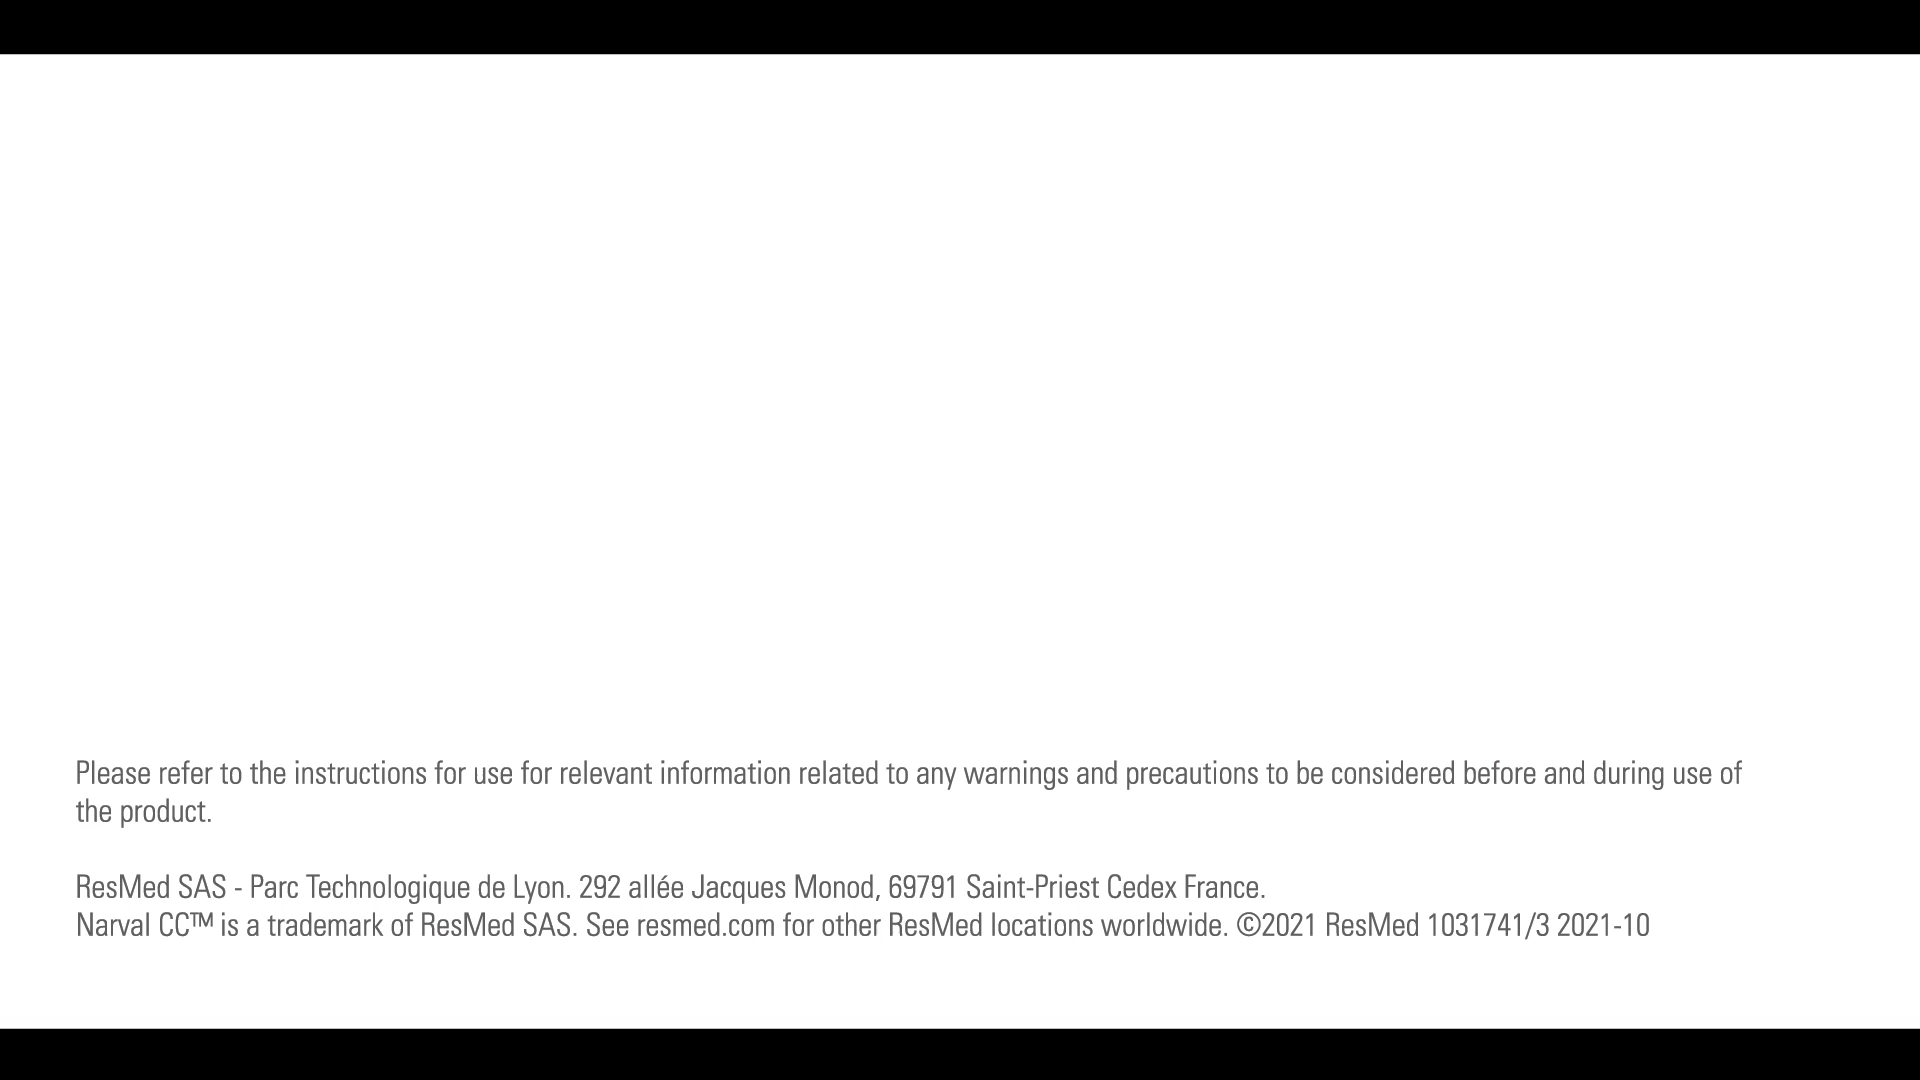 Please refer to the instructions for use for relevant information related to any warnings and precautions to be considered before and during use of
the product.
ResMed SAS - Parc Technologique de Lyon. 292 allée Jacques Monod, 69791 Saint-Priest Cedex France.
Narval CC™ is a trademark of ResMed SAS. See resmed.com for other ResMed locations worldwide. ©2021 ResMed 1031741/3 2021-10